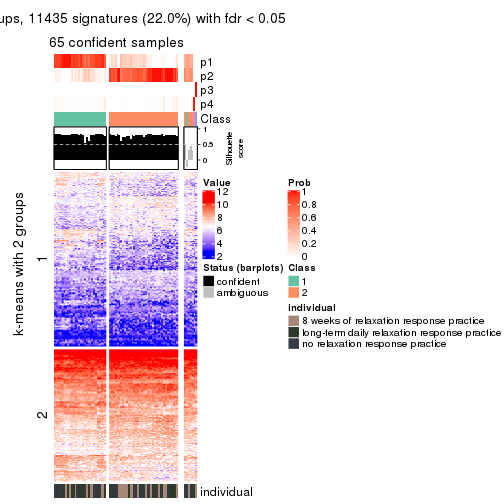 ups, 11435 signatures (22.0%) with fdr < 0.05
65 confident samples
p1
p2
p3
p4
Class
1
0.5
0
Silhouette
score
k-means with 2 groups
1
2
individual
Value
12
10
8
6
4
2
Prob
1
0.8
0.6
0.4
0.2
0
Status (barplots)
confident
ambiguous
Class
1
2
individual
8 weeks of relaxation response practice
long-term daily relaxation response practice
no relaxation response practice